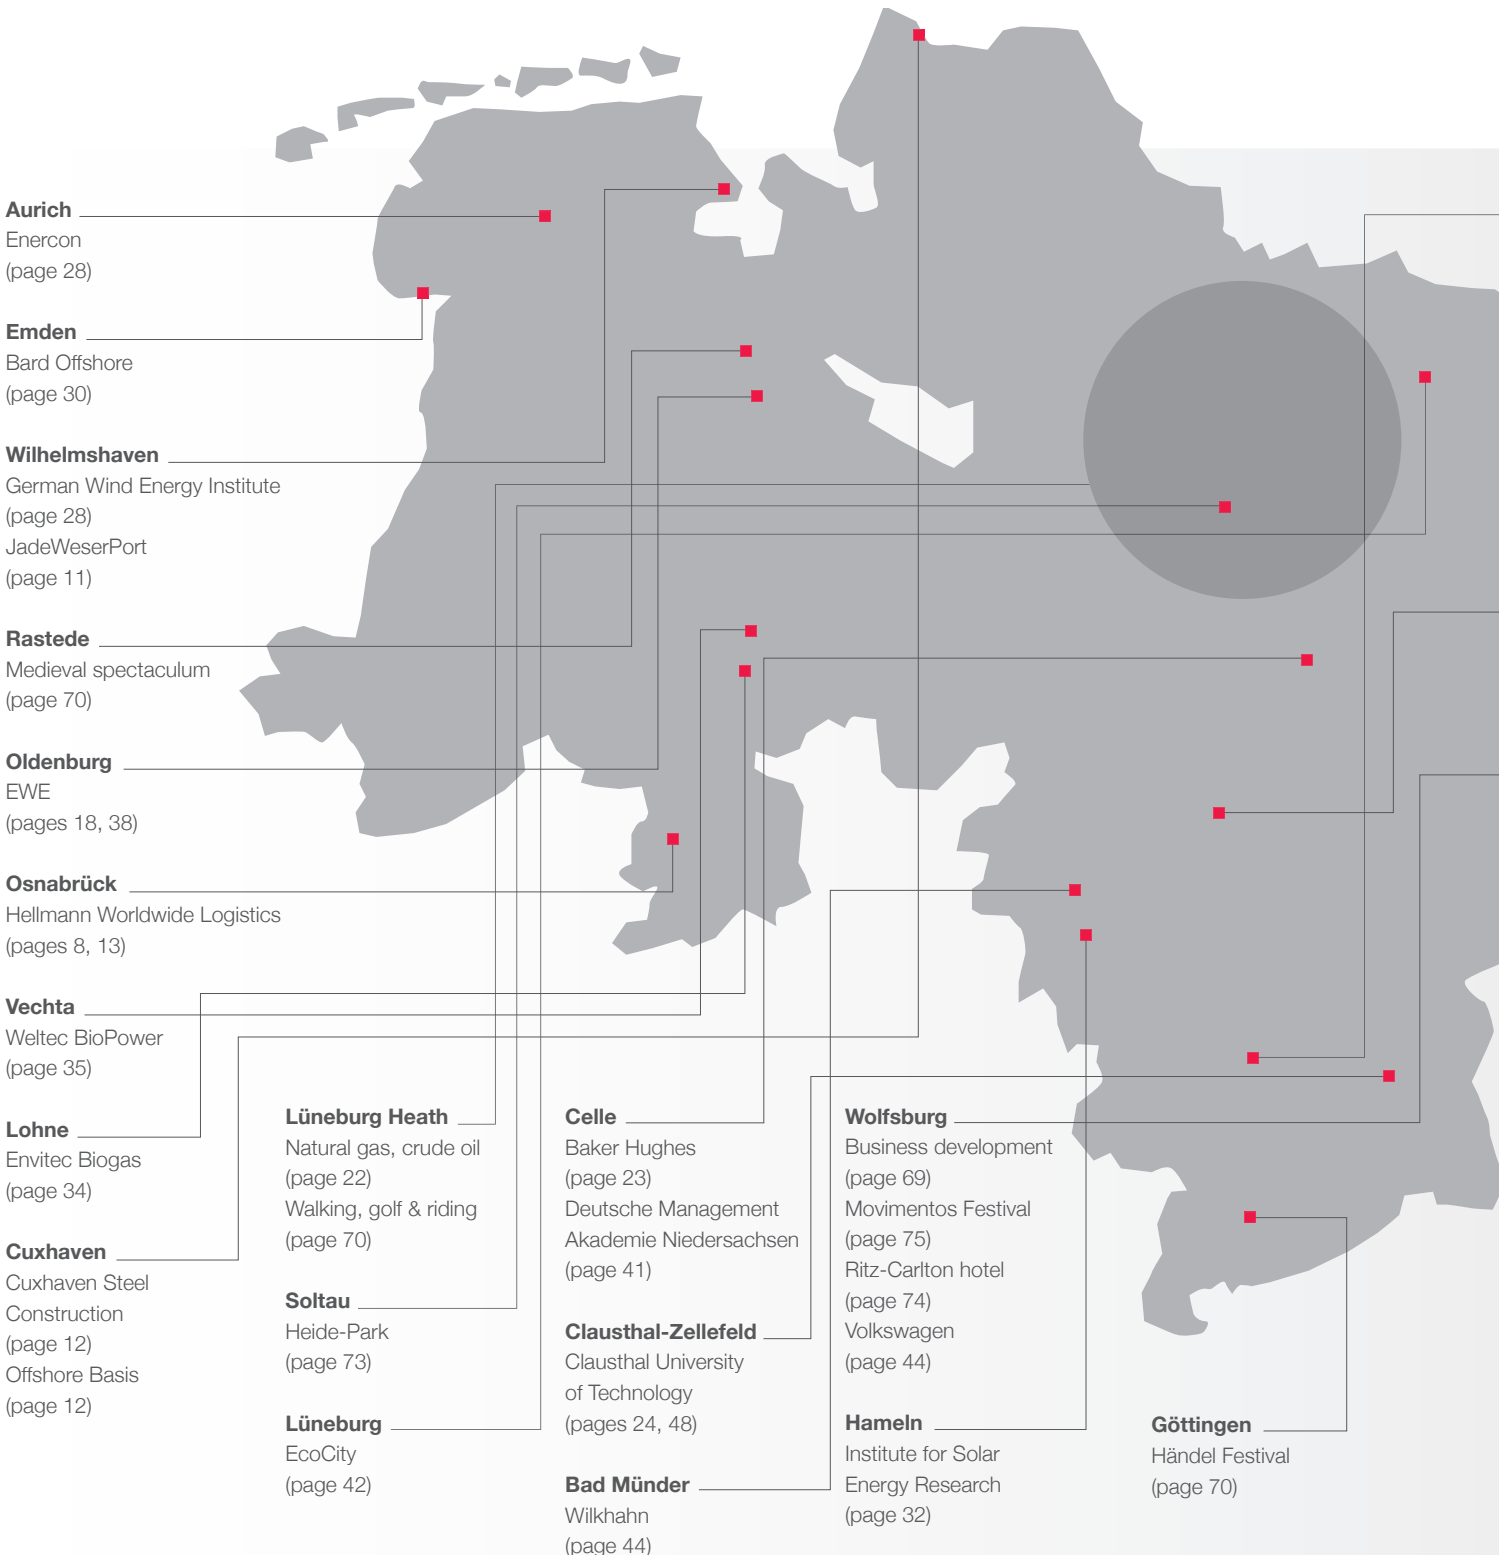 Aurich
Enercon
(page 28)
Emden
Bard Offshore
(page 30)
Wilhelmshaven
German Wind Energy Institute
(page 28)
JadeWeserPort
(page 11)
Rastede
Medieval spectaculum
(page 70)
Oldenburg
EWE
(pages 18, 38)
Osnabrück
Hellmann Worldwide Logistics
(pages 8, 13)
Vechta
Weltec BioPower
(page 35)
Lohne
Envitec Biogas
(page 34)
Cuxhaven
Cuxhaven Steel
Construction
(page 12)
Offshore Basis
(page 12)
Lüneburg Heath
Natural gas, crude oil
(page 22)
Walking, golf & riding
(page 70)
Soltau
Heide-Park
(page 73)
Lüneburg
EcoCity
(page 42)
Celle
Baker Hughes
(page 23)
Deutsche Management
Akademie Niedersachsen
(page 41)
Clausthal-Zellefeld
Clausthal University
of Technology
(pages 24, 48)
Bad Münder
Wilkhahn
(page 44)
Wolfsburg
Business development
(page 69)
Movimentos Festival
(page 75)
Ritz-Carlton hotel
(page 74)
Volkswagen
(page 44)
Hameln
Institute for Solar
Energy Research
(page 32)
Göttingen
Händel Festival
(page 70)